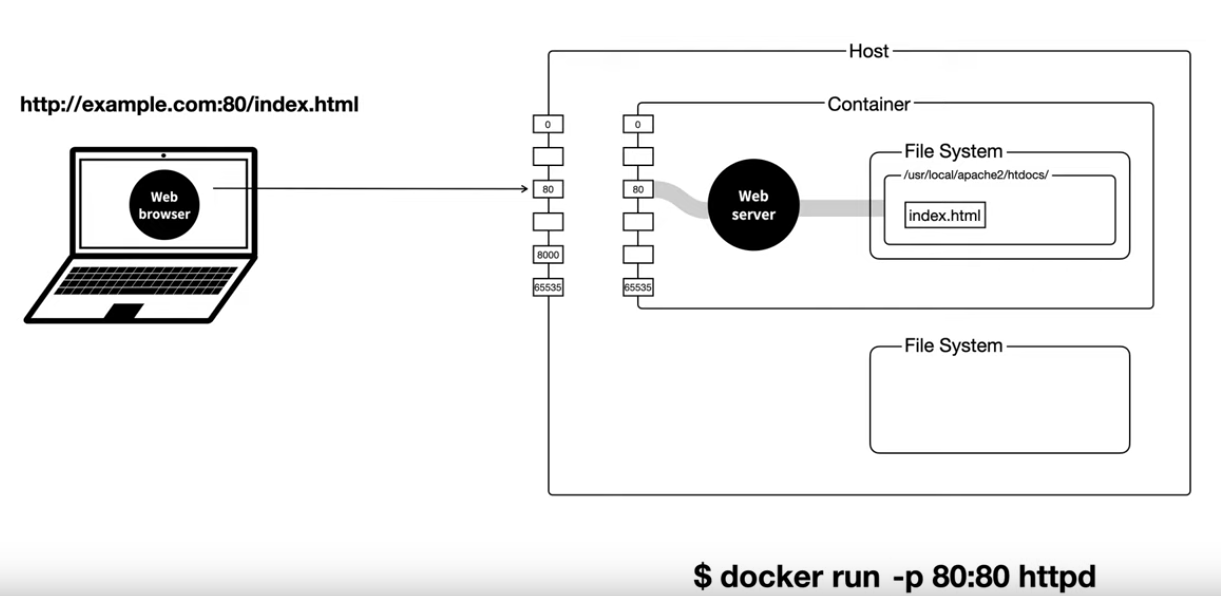 Host
http://example.com:80/index.html
Container
0
0
File System
/usr/local/apache2/htdocs/
Web
browser
80
80
Web
server
index.html
8000
65535
65535
File System
$ docker run -p 80:80 httpd